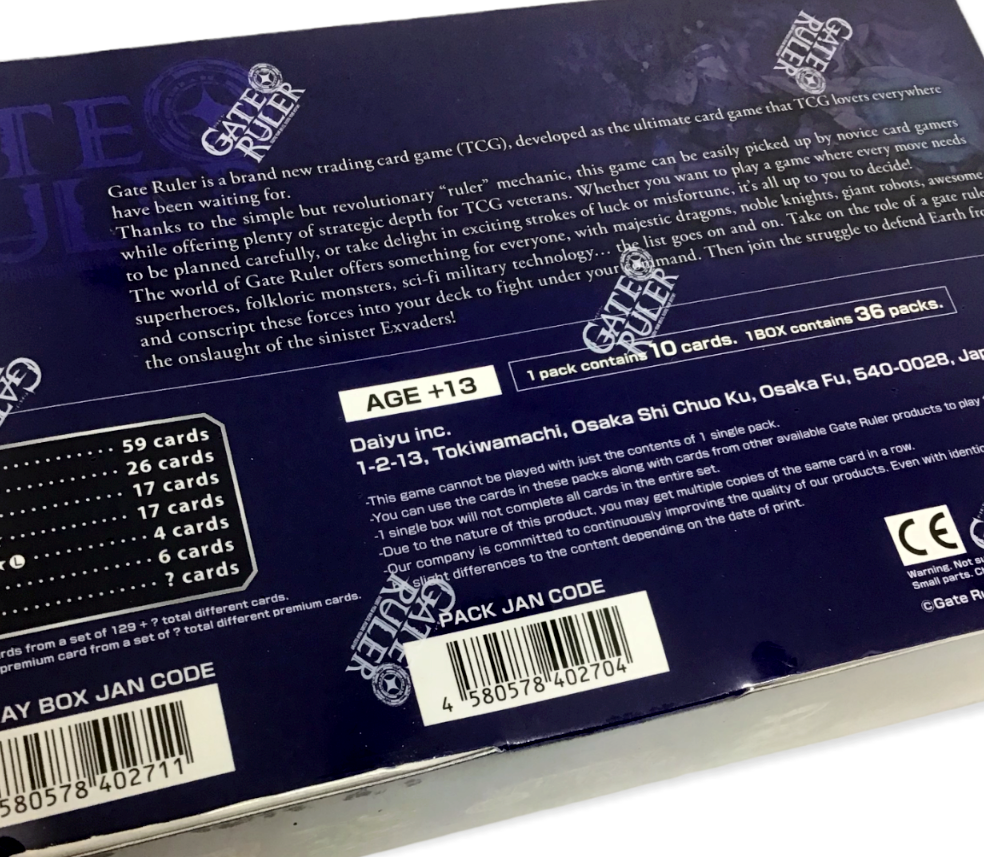 GATE RULER
GATE RULER
Gate Ruler is a brand new trading card game (TCG), developed as the ultimate card game that TCG lovers everywhere
have been waiting for.
Thanks to the simple but revolutionary “ruler” mechanic, this game can be easily picked up by novice card gamers
while offering plenty of strategic depth for TCG veterans. Whether you want to play a game where every move needs
to be planned carefully, or take delight in exciting strokes of luck or misfortune, it's all up to you to decide!
The world of Gate Ruler offers something for everyone, with majestic dragons, noble knights, giant robots, awesome
superheroes, folkloric monsters, sci-fi military technology... the list goes on and on. Take on the role of a gate rule
and conscript these forces into your deck to fight under your mmand. Then join the struggle to defend Earth fro
the onslaught of the sinister Exvaders!
GATE RULER
1 pack contains 10 cards. 1BOX contains 36 packs.
AGE +13
Daiyu inc.
1-2-13, Tokiwamachi, Osaka Shi Chuo Ku, Osaka Fu, 540-0028, Jap
59 cards
26 cards
17 cards
17 cards
4 cards
L 6 cards
? cards
-This game cannot be played with just the contents of 1 single pack.
-You can use the cards in these packs along with cards from other available Gate Ruler products to play
-1 single box will not complete all cards in the entire set.
-Due to the nature of this product, you may get multiple copies of the same card in a row.
-Our company is committed to continuously improving the quality of our products. Even with identic
slight differences to the content depending on the date of print.
rds from a set of 129 + ? total different cards.
premium card from a set of ? total different premium cards.
CE
Warning. Not su
Small parts. Ch
©Gate Ru
GATE RULER
PACK JAN CODE
4 580578 402704
AY BOX JAN CODE
580578 402711